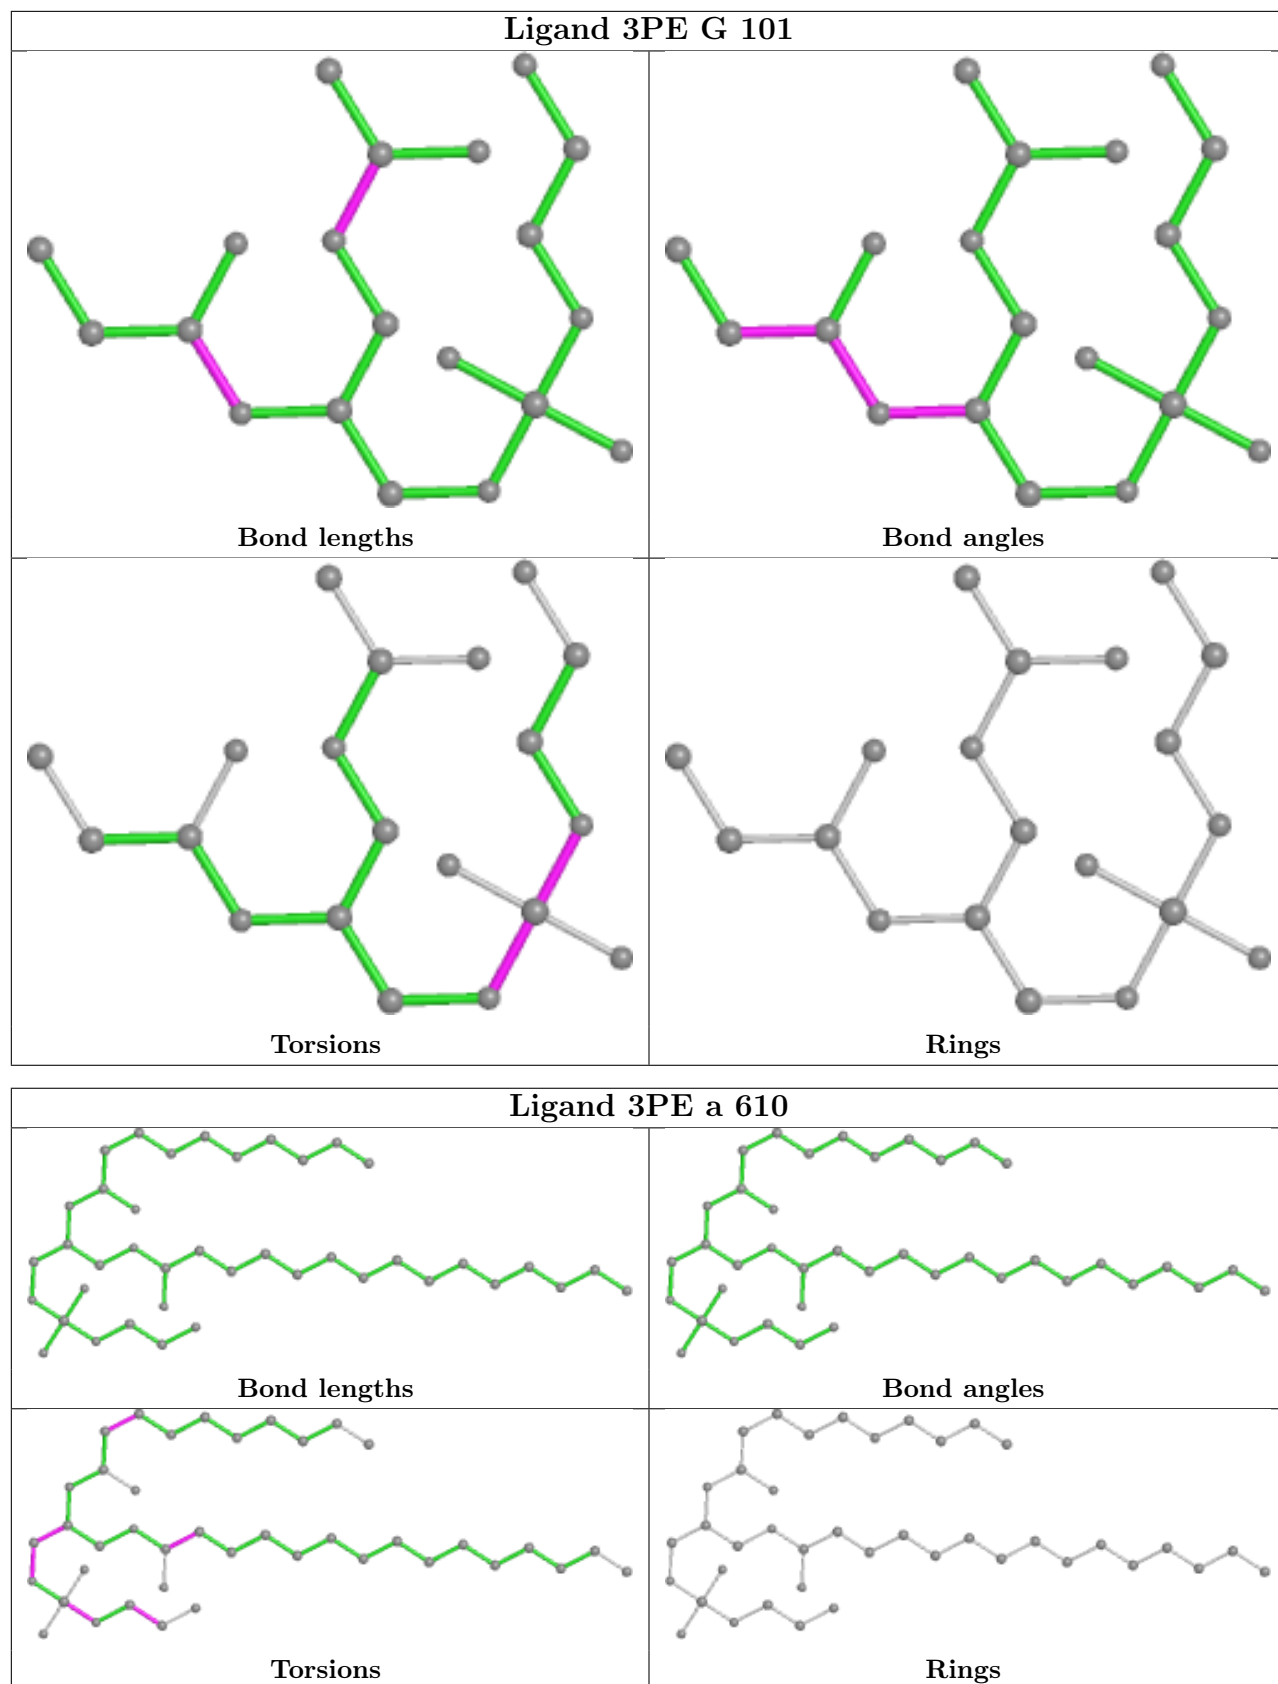 Ligand 3PE G 101
Bond lengths
Bond angles
Torsions
Rings
Ligand 3PE a 610
Bond lengths
Bond angles
Torsions
Rings